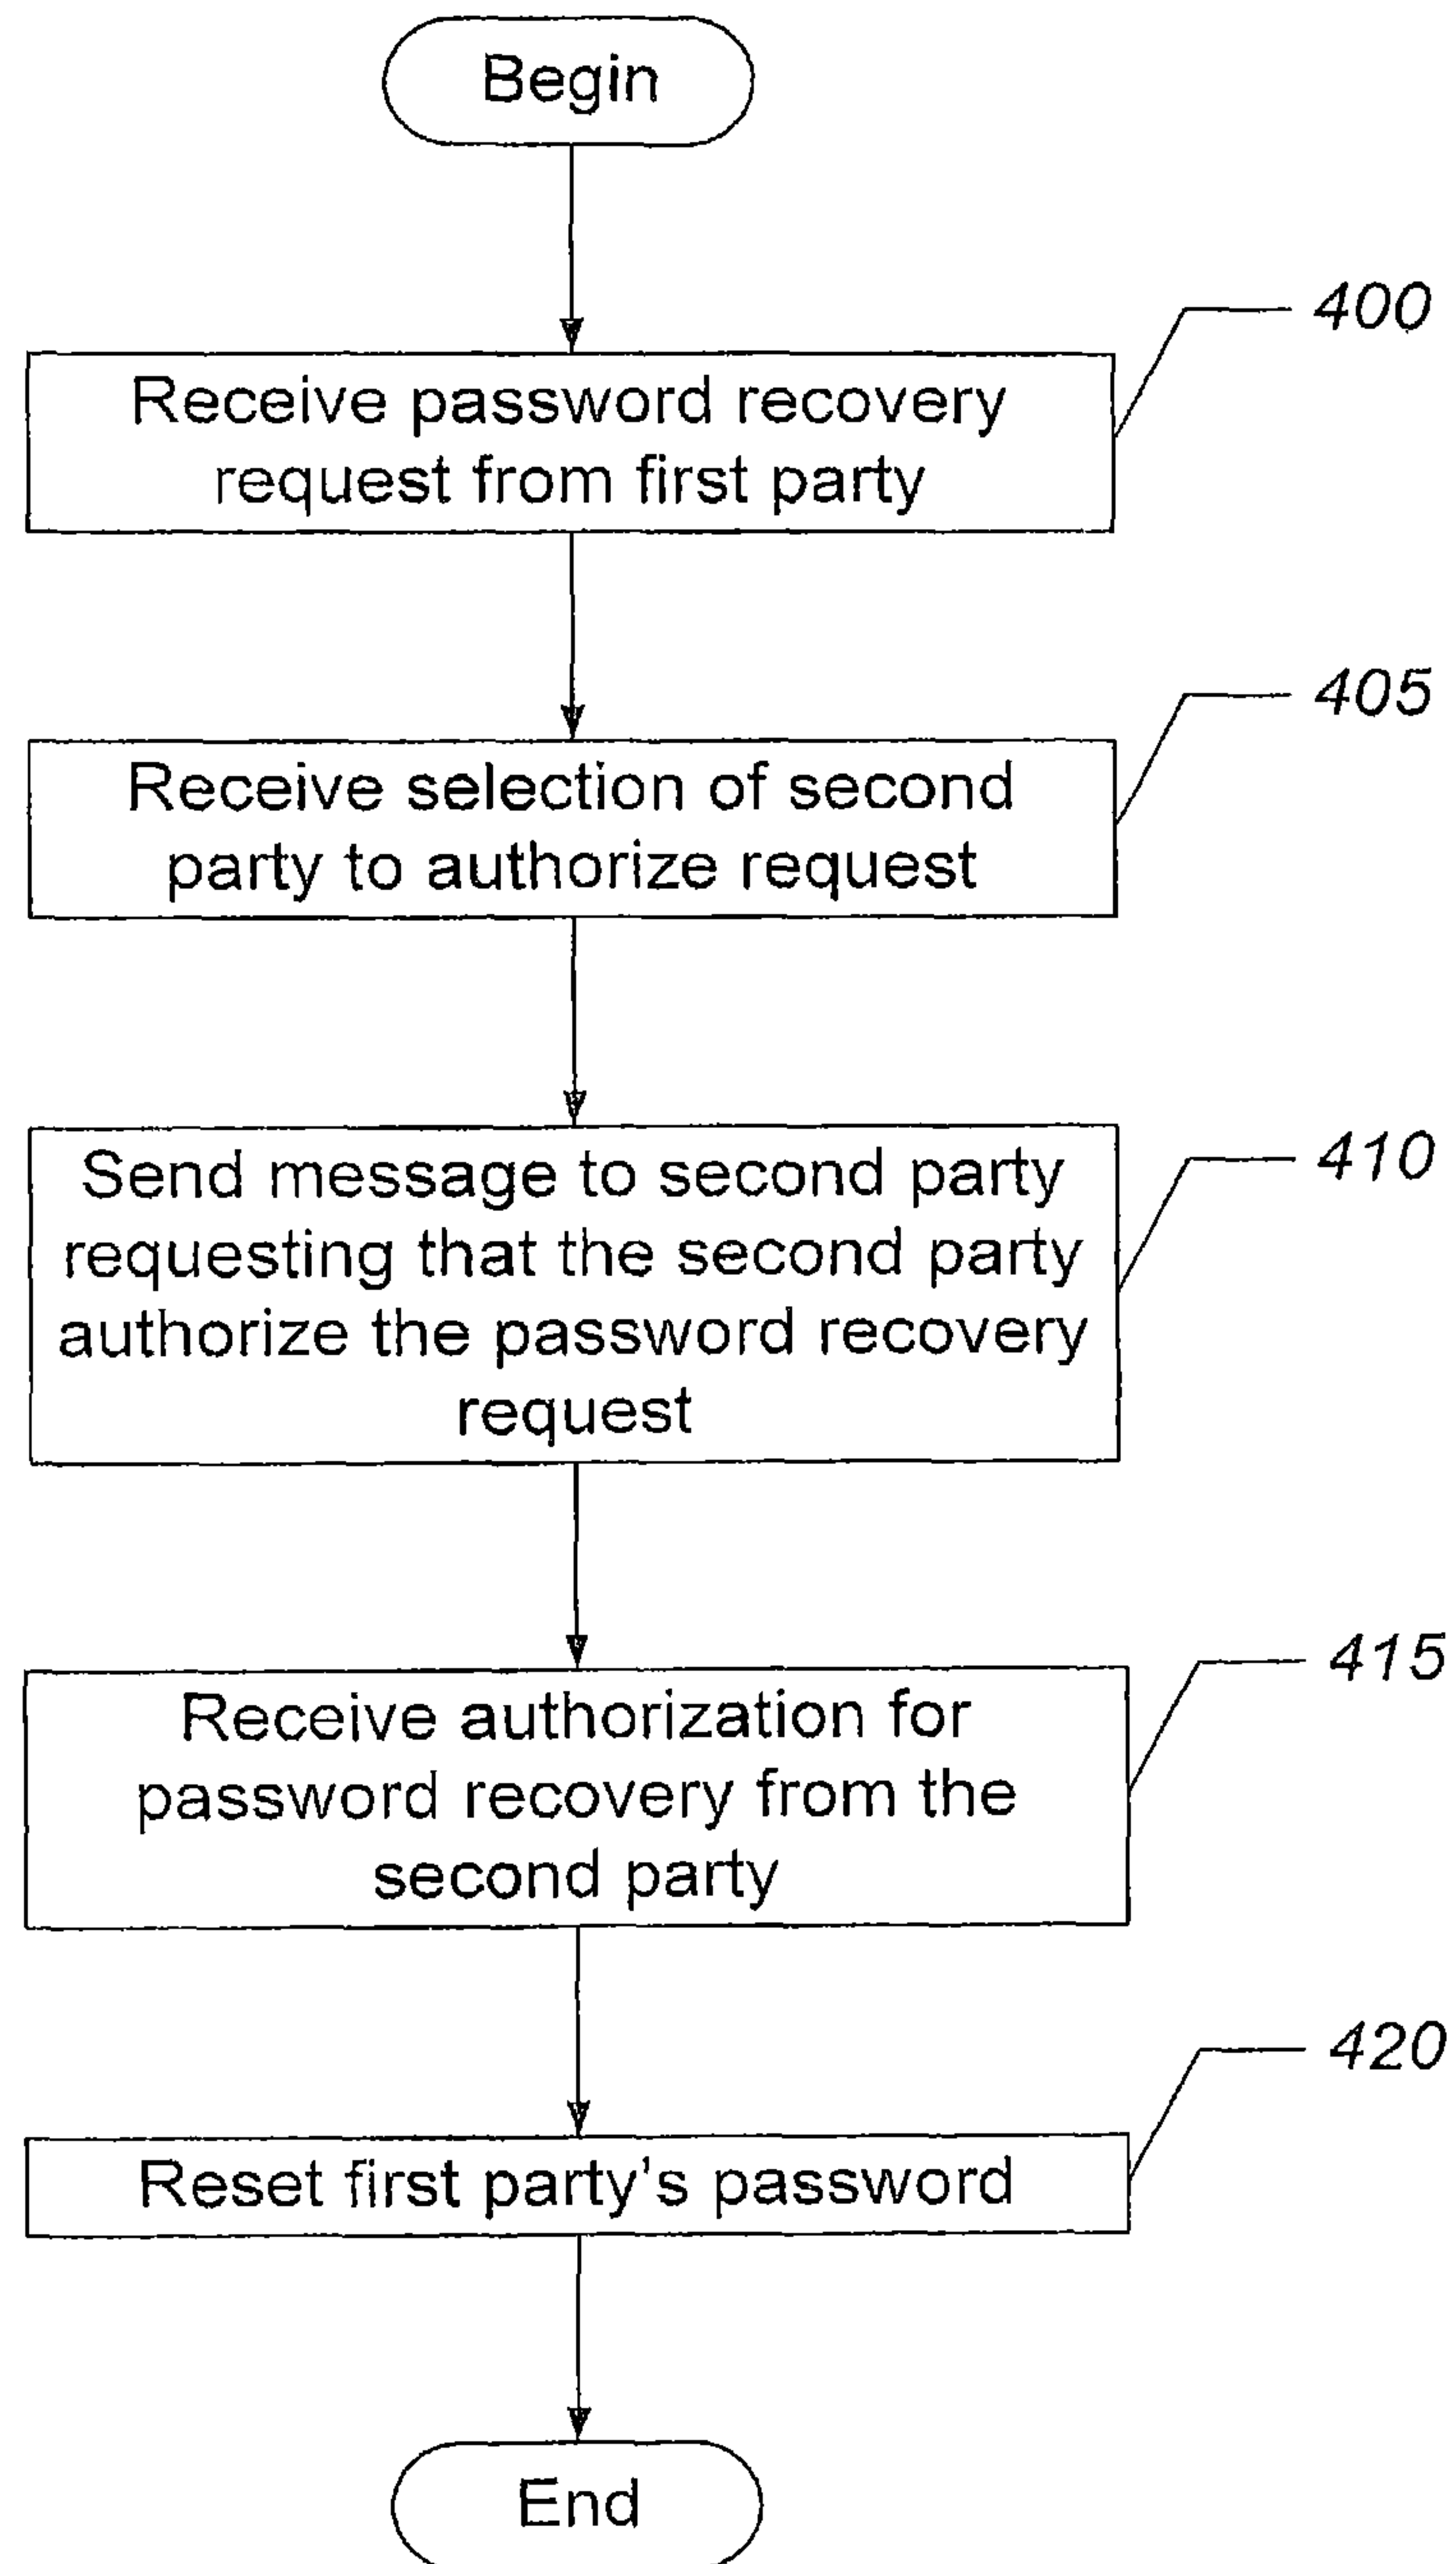 Begin
400
Receive password recovery
request from first party
405
Receive selection of second
party to authorize request
410
Send message to second party
requesting that the second party
authorize the password recovery
request
415
Receive authorization for
password recovery from the
second party
420
Reset first party's password
End